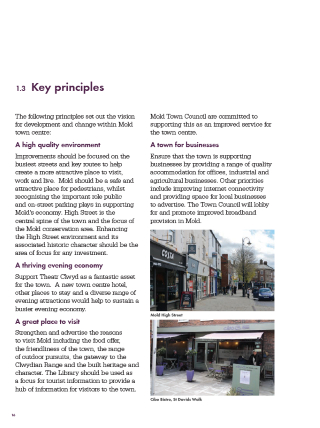 1.3 Key principles
The following principles set out the vision
for development and change within Mold
town centre:
A high quality environment
Improvements should be focused on the
busiest streets and key routes to help
create a more attractive place to visit,
work and live. Mold should be a safe and
attractive place for pedestrians, whilst
recognising the important role public
and on-street parking plays in supporting
Mold's economy. High Street is the
central spine of the town and the focus of
the Mold conservation area. Enhancing
the High Street environment and its
associated historic character should be the
area of focus for any investment.
A thriving evening economy
Support Theatr Clwyd as a fantastic asset
for the town. A new town centre hotel,
other places to stay and a diverse range of
evening attractions would help to sustain a
busier evening economy.
A great place to visit
Strengthen and advertise the reasons
to visit Mold including the food offer,
the friendliness of the town, the range
of outdoor pursuits, the gateway to the
Clwydian Range and the built heritage and
character. The Library should be used as
a focus for tourist information to provide a
hub of information for visitors to the town.
Mold Town Council are committed to
supporting this as an improved service for
the town centre.
A town for businesses
Ensure that the town is supporting
businesses by providing a range of quality
accommodation for offices, industrial and
agricultural businesses. Other priorities
include improving internet connectivity
and providing space for local businesses
to advertise. The Town Council will lobby
for and promote improved broadband
provision in Mold.
COSTA
Mold High Street
Glas Bistro, St Davids Walk
16